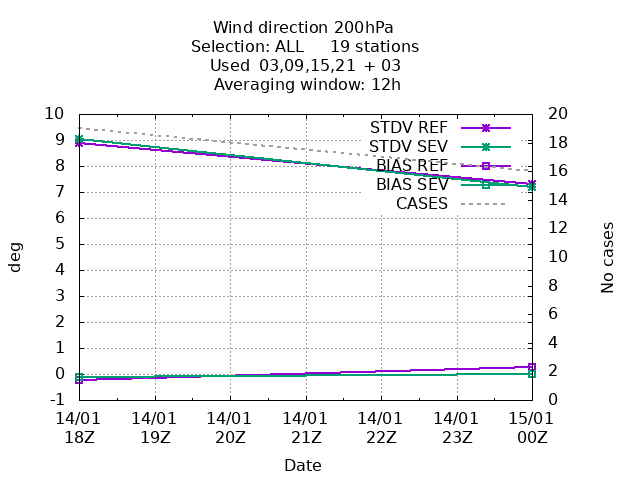 Wind direction 200hPa
Selection: ALL 19 stations
Used 03,09,15,21 + 03
Averaging window: 12h
STDV REF
STDV SEV
BIAS REF
BIAS SEV
CASES
deg
10
9
8
7
6
5
4
3
2
1
0
-1
No cases
20
18
16
14
12
10
8
6
4
2
0
14/01 14/01 14/01 14/01 14/01 14/01 15/01
18Z 19Z 20Z 21Z 22Z 23Z 00Z
Date